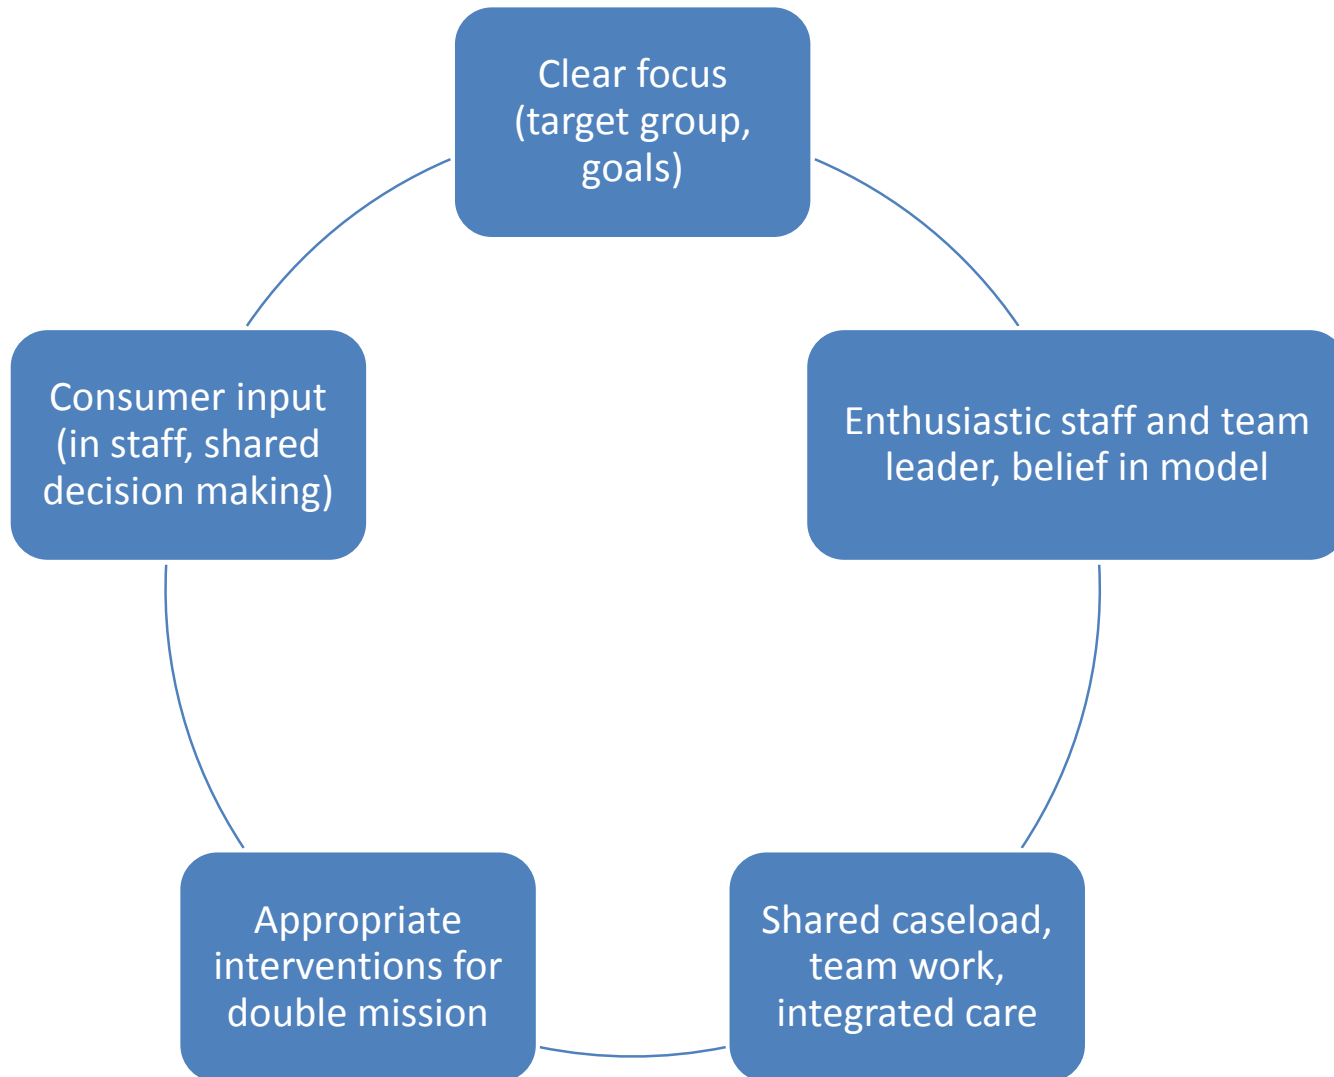 Clear focus
(target group,
goals)
Enthusiastic staff and team
leader, belief in model
Shared caseload,
team work,
integrated care
Appropriate
interventions for
double mission
Consumer input
(in staff, shared
decision making)